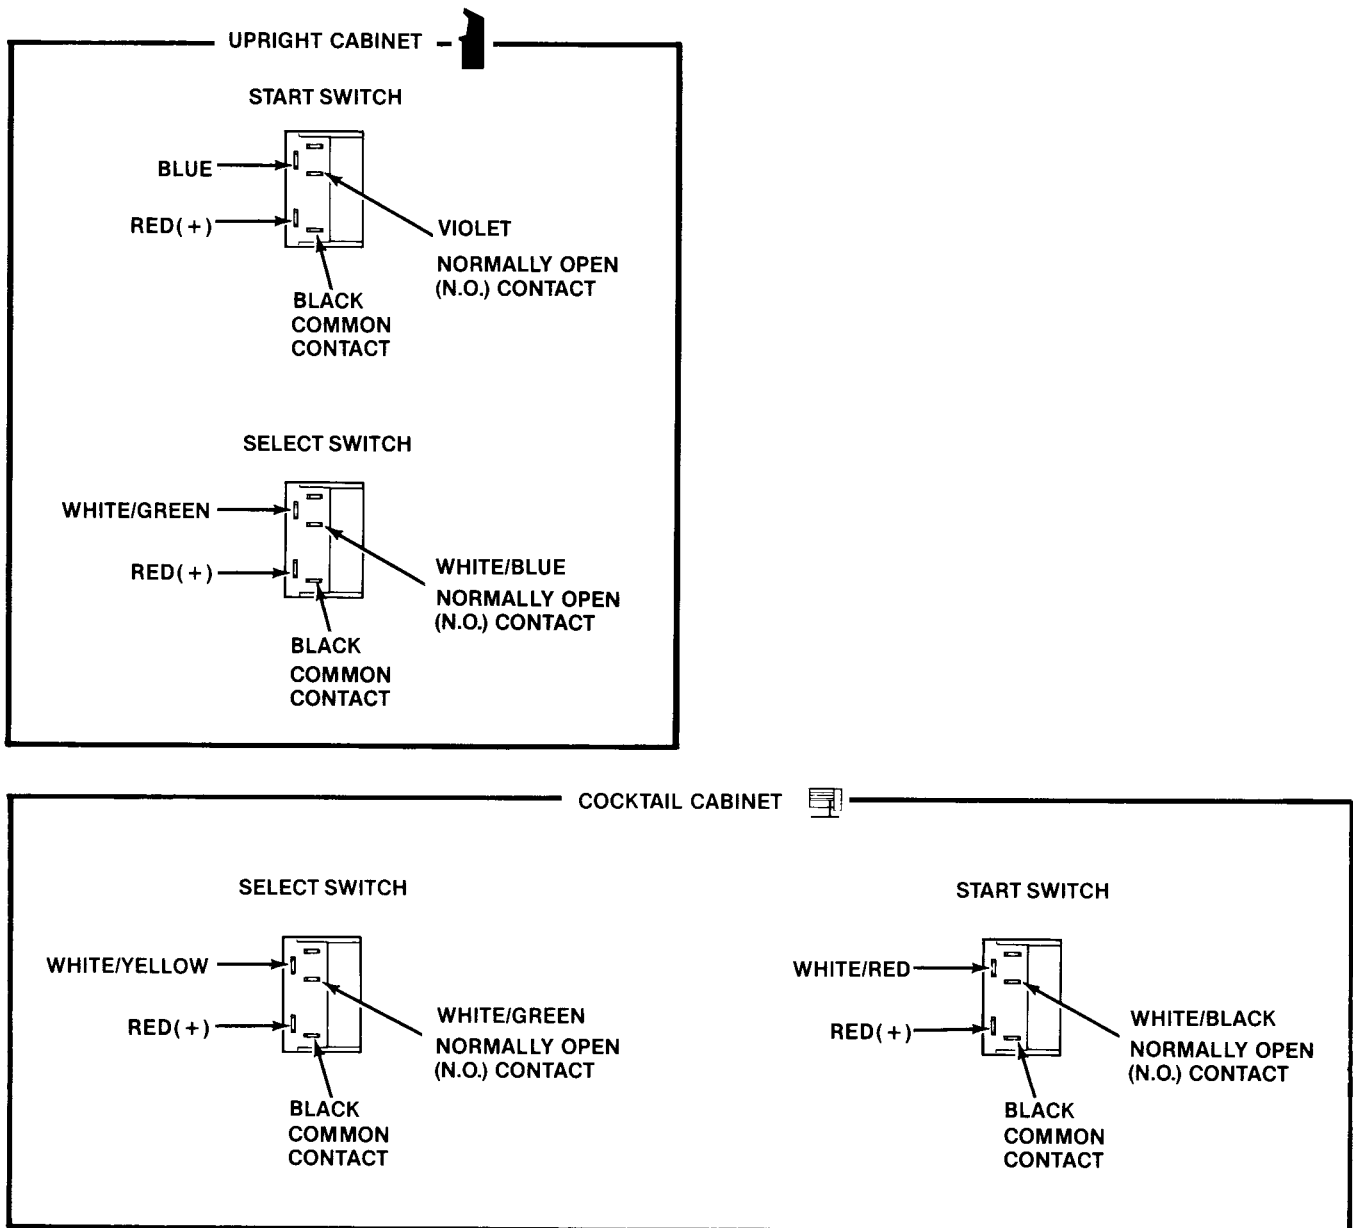 UPRIGHT CABINET
START SWITCH
BLUE
RED(+)
VIOLET
NORMALLY OPEN
(N.O.) CONTACT
BLACK
COMMON
CONTACT
SELECT SWITCH
WHITE/GREEN
RED(+)
WHITE/BLUE
NORMALLY OPEN
(N.O.) CONTACT
BLACK
COMMON
CONTACT
COCKTAIL CABINET
SELECT SWITCH
WHITE/YELLOW
RED(+)
WHITE/GREEN
NORMALLY OPEN
(N.O.) CONTACT
BLACK
COMMON
CONTACT
START SWITCH
WHITE/RED
RED(+)
WHITE/BLACK
NORMALLY OPEN
(N.O.) CONTACT
BLACK
COMMON
CONTACT